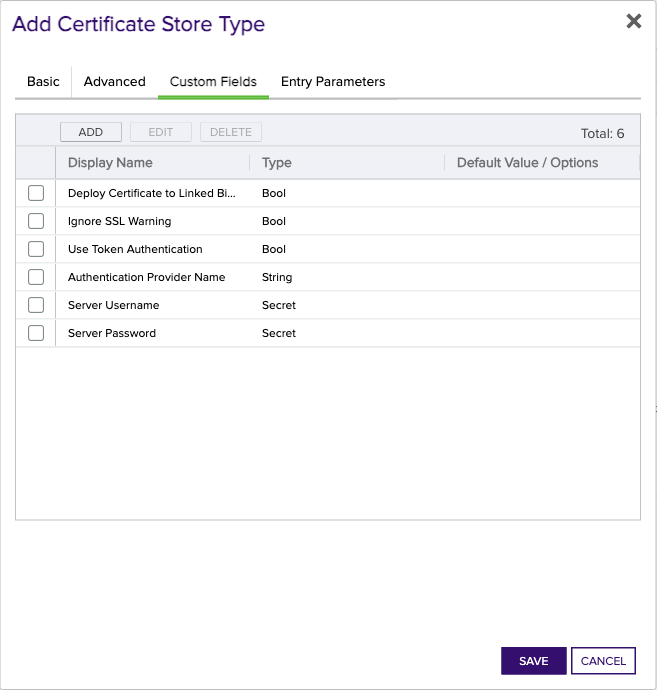 Add Certificate Store Type
Basic Advanced Custom Fields Entry Parameters
ADD EDIT DELETE Total: 6
Display Name Type Default Value / Options
Deploy Certificate to Linked Bi... Bool
Ignore SSL Warning Bool
Use Token Authentication Bool
Authentication Provider Name String
Server Username Secret
Server Password Secret
SAVE CANCEL